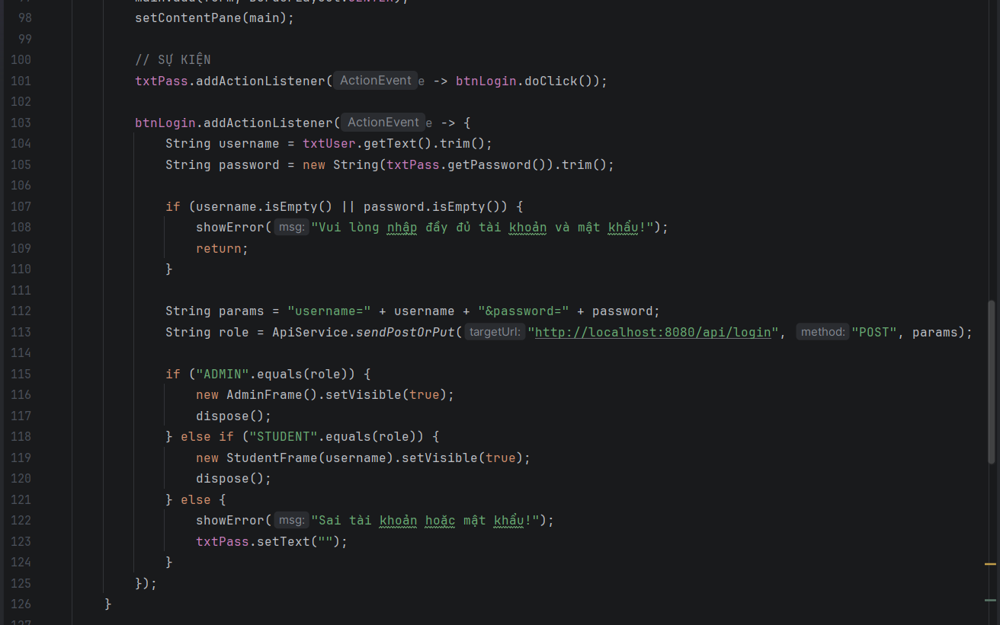 98 setContentPane(main);
99
100 // SỰ KIỆN
101 txtPass.addActionListener( ActionEvent e -> btnLogin.doClick());
102
103 btnLogin.addActionListener( ActionEvent e -> {
104 String username = txtUser.getText().trim();
105 String password = new String(txtPass.getPassword()).trim();
106
107 if (username.isEmpty() || password.isEmpty()) {
108 showError( msg: "Vui lòng nhập đầy đủ tài khoản và mật khẩu!");
109 return;
110 }
111
112 String params = "username=" + username + "&password=" + password;
113 String role = ApiService.sendPostOrPut( targetUrl: "http://localhost:8080/api/login", method: "POST", params);
114
115 if ("ADMIN".equals(role)) {
116 new AdminFrame().setVisible(true);
117 dispose();
118 } else if ("STUDENT".equals(role)) {
119 new StudentFrame(username).setVisible(true);
120 dispose();
121 } else {
122 showError( msg: "Sai tài khoản hoặc mật khẩu!");
123 txtPass.setText("");
124 }
125 });
126 }
127